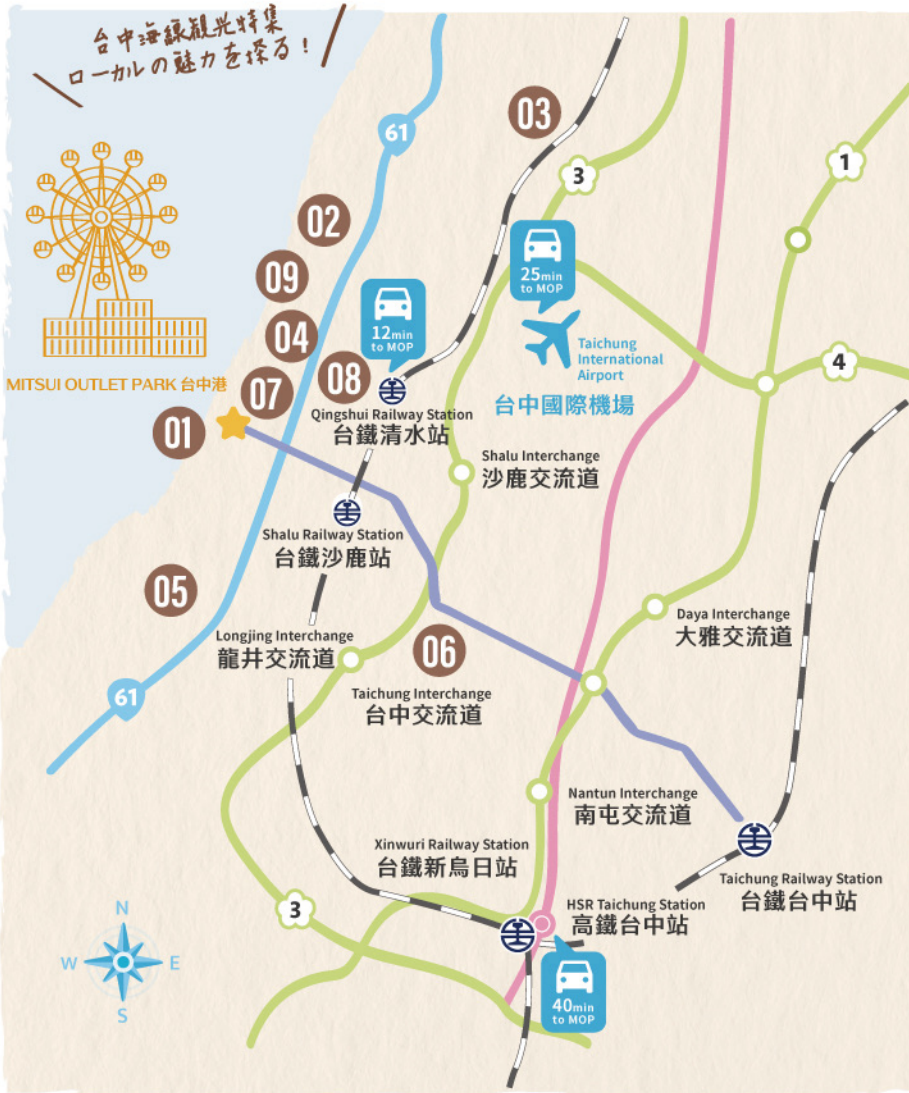 台中海線観光特集
ローカルの魅力を探る!
61
03
3
1
02
25min
to MOP
09
12min
to MOP
04
Taichung
International
Airport
台中國際機場
4
MITSUI OUTLET PARK 台中港
07
08
01
Qingshui Railway Station
台鐵清水站
Shalu Interchange
沙鹿交流道
Shalu Railway Station
台鐵沙鹿站
05
Daya Interchange
大雅交流道
Longjing Interchange
龍井交流道
06
Taichung Interchange
台中交流道
61
Nantun Interchange
南屯交流道
Xinwuri Railway Station
台鐵新烏日站
Taichung Railway Station
台鐵台中站
HSR Taichung Station
高鐵台中站
3
N
W
E
S
40min
to MOP